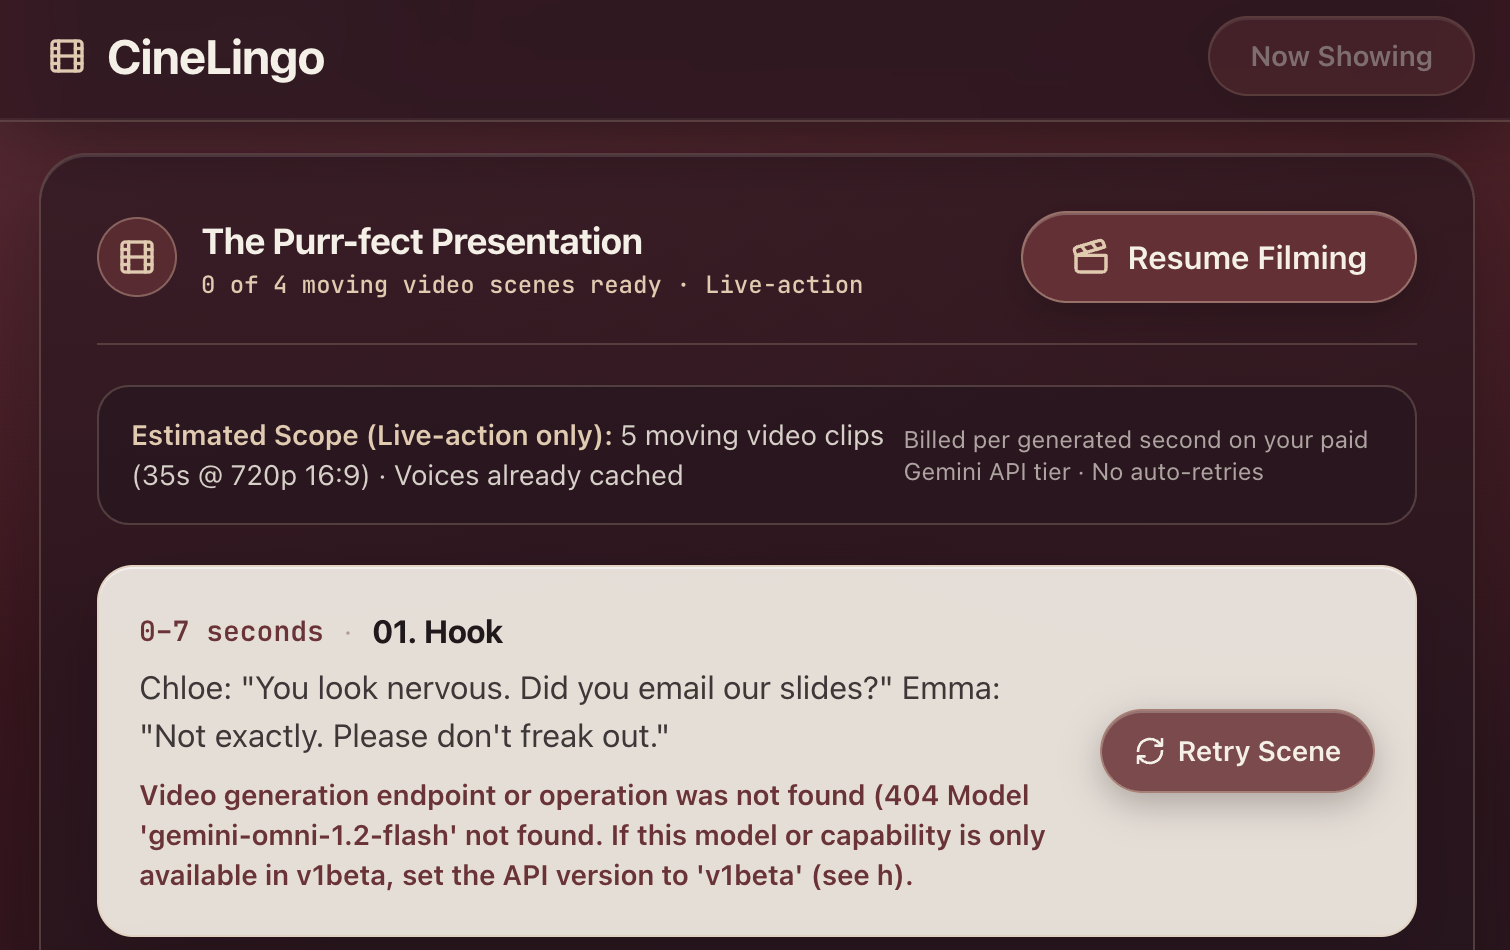 CineLingo
Now Showing
The Purr-fect Presentation
0 of 4 moving video scenes ready · Live-action
Resume Filming
Estimated Scope (Live-action only): 5 moving video clips
(35s @ 720p 16:9) · Voices already cached
Billed per generated second on your paid
Gemini API tier · No auto-retries
0–7 seconds · 01. Hook
Chloe: "You look nervous. Did you email our slides?" Emma:
"Not exactly. Please don't freak out."
Video generation endpoint or operation was not found (404 Model
'gemini-omni-1.2-flash' not found. If this model or capability is only
available in v1beta, set the API version to 'v1beta' (see h).
Retry Scene